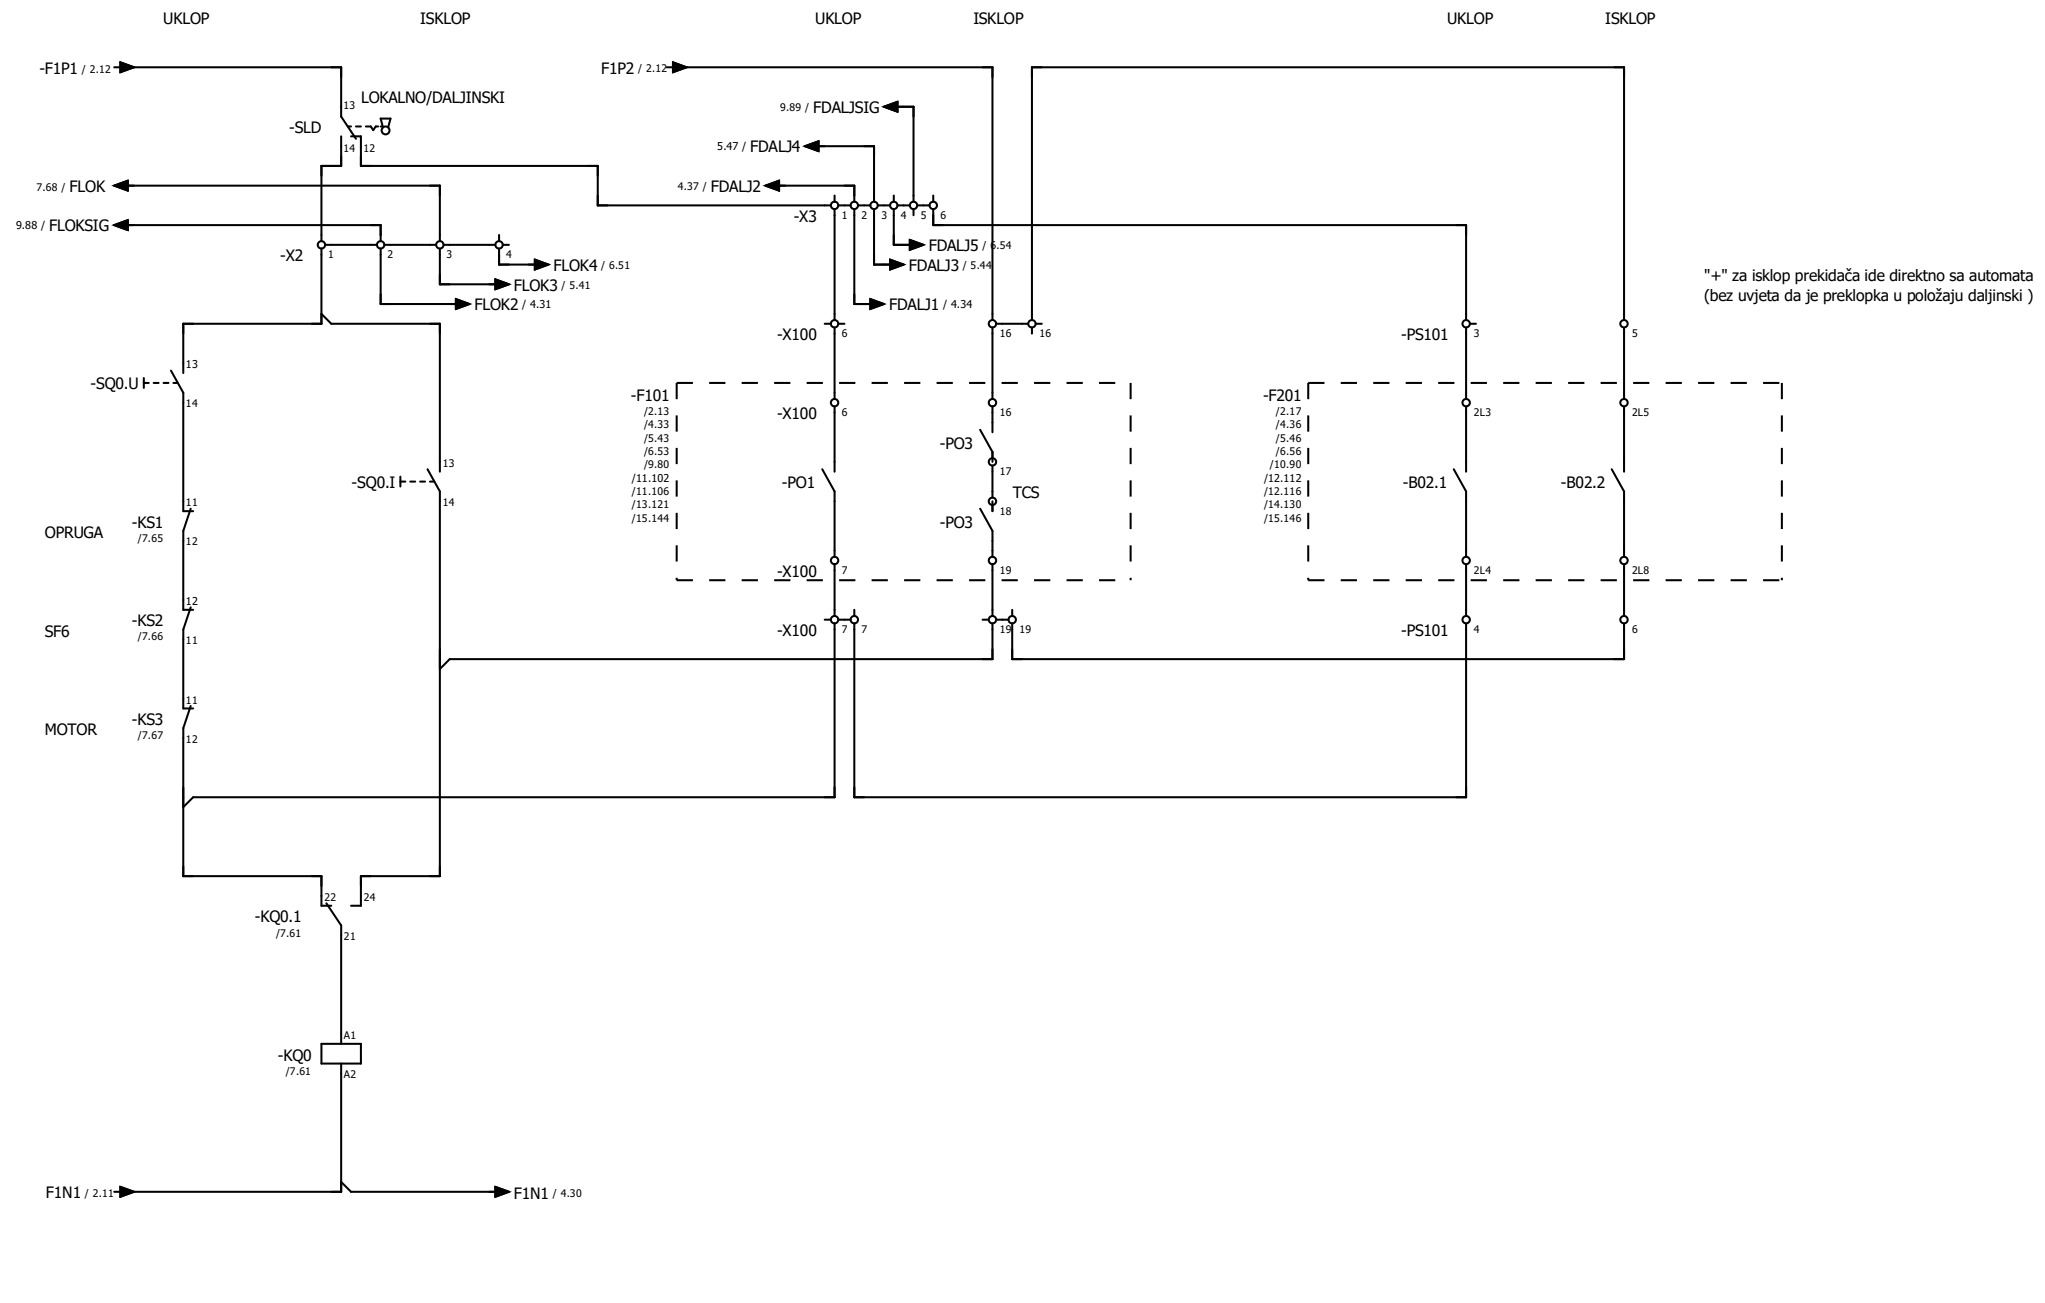 UKLOP ISKLOP UKLOP ISKLOP UKLOP ISKLOP
-F1P1 / 2.12
F1P2 / 2.12
13 LOKALNO/DALJINSKI
-SLD
14 12
9.89 / FDALJSIG
5.47 / FDALJ4
4.37 / FDALJ2
7.68 / FLOK
9.88 / FLOKSIG
-X3 1 2 3 4 5 6
-X2 1 2 3 4
FDALJ5 / 6.54
FDALJ3 / 5.44
FDALJ1 / 4.34
FLOK4 / 6.51
FLOK3 / 5.41
FLOK2 / 4.31
"+" za isklop prekidača ide direktno sa automata
(bez uvjeta da je preklopka u položaju daljinski )
-X100 6 16 16
-PS101 3 5
13
-SQ0.U
14
13
-SQ0.I
14
-F101
/2.13
/4.33
/5.43
/6.53
/9.80
/11.102
/11.106
/13.121
/15.144
-X100 6 16
-PO3
17
-PO1
TCS
18
-PO3
-X100 7 19
-F201
/2.17
/4.36
/5.46
/6.56
/10.90
/12.112
/12.116
/14.130
/15.146
2L3 2L5
-B02.1 -B02.2
2L4 2L8
-X100 7 7 19 19
-PS101 4 6
11
OPRUGA -KS1
/7.65
12
12
SF6 -KS2
/7.66
11
11
MOTOR -KS3
/7.67
12
22 24
-KQ0.1
/7.61
21
A1
-KQ0
/7.61
A2
F1N1 / 2.11
F1N1 / 4.30